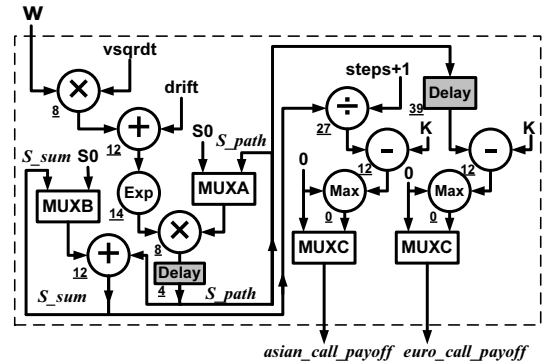 W
vsqrdt
×
8
drift
+
12
Exp
14
S0
S_path
MUXA
×
8
Delay
4
S_path
S_sum
S0
MUXB
+
12
S_sum
steps+1
÷
27
K
-
12
0
Max
0
MUXC
asian_call_payoff
Delay
39
K
-
12
0
Max
0
MUXC
euro_call_payoff